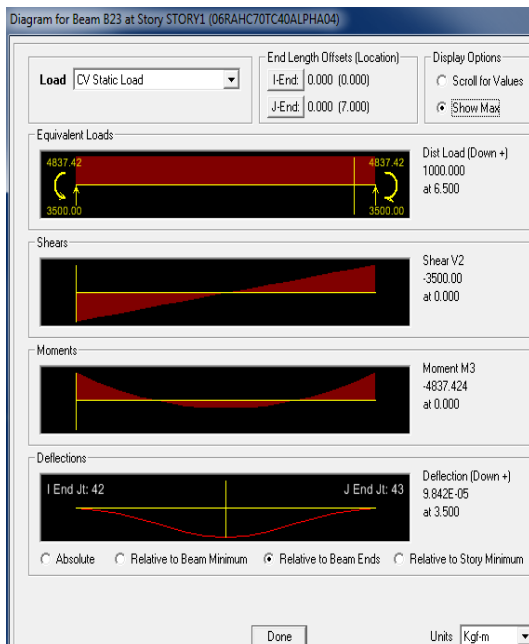 Diagram for Beam B23 at Story STORY1 (06RAHC70TC40ALPHA04)
Load CV Static Load
End Length Offsets (Location)
I-End: 0.000 (0.000)
J-End: 0.000 (7.000)
Display Options
Scroll for Values
Show Max
Equivalent Loads
4837.42 4837.42
3500.00 3500.00
Dist Load (Down +)
1000.000
at 6.500
Shears
Shear V2
-3500.00
at 0.000
Moments
Moment M3
-4837.424
at 0.000
Deflections
I End Jt: 42 J End Jt: 43
Deflection (Down +)
9.842E-05
at 3.500
Absolute Relative to Beam Minimum Relative to Beam Ends Relative to Story Minimum
Done Units Kgf-m